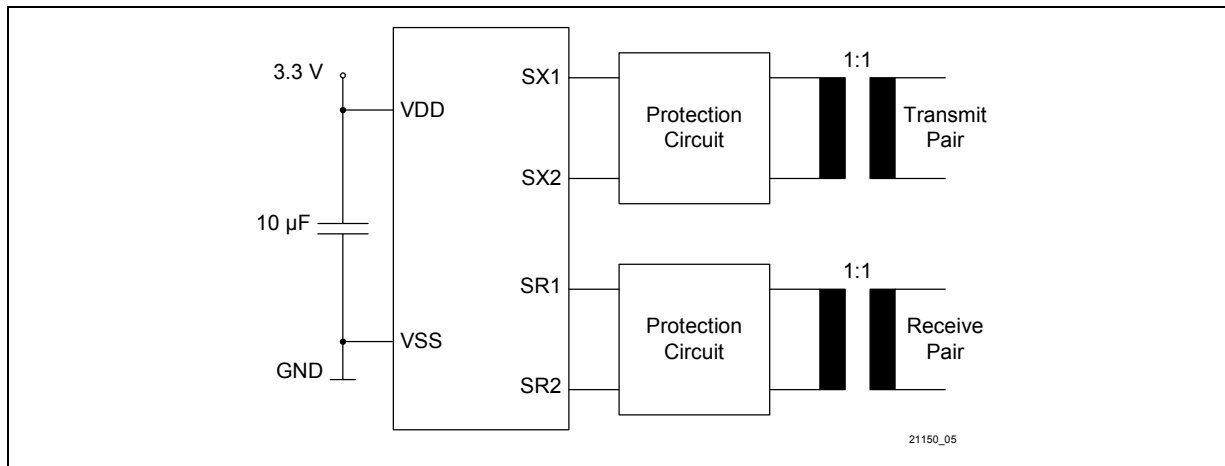 3.3 V
VDD
10 µF
VSS
GND
SX1
SX2
SR1
SR2
Protection
Circuit
1:1
Transmit
Pair
Protection
Circuit
1:1
Receive
Pair
21150_05